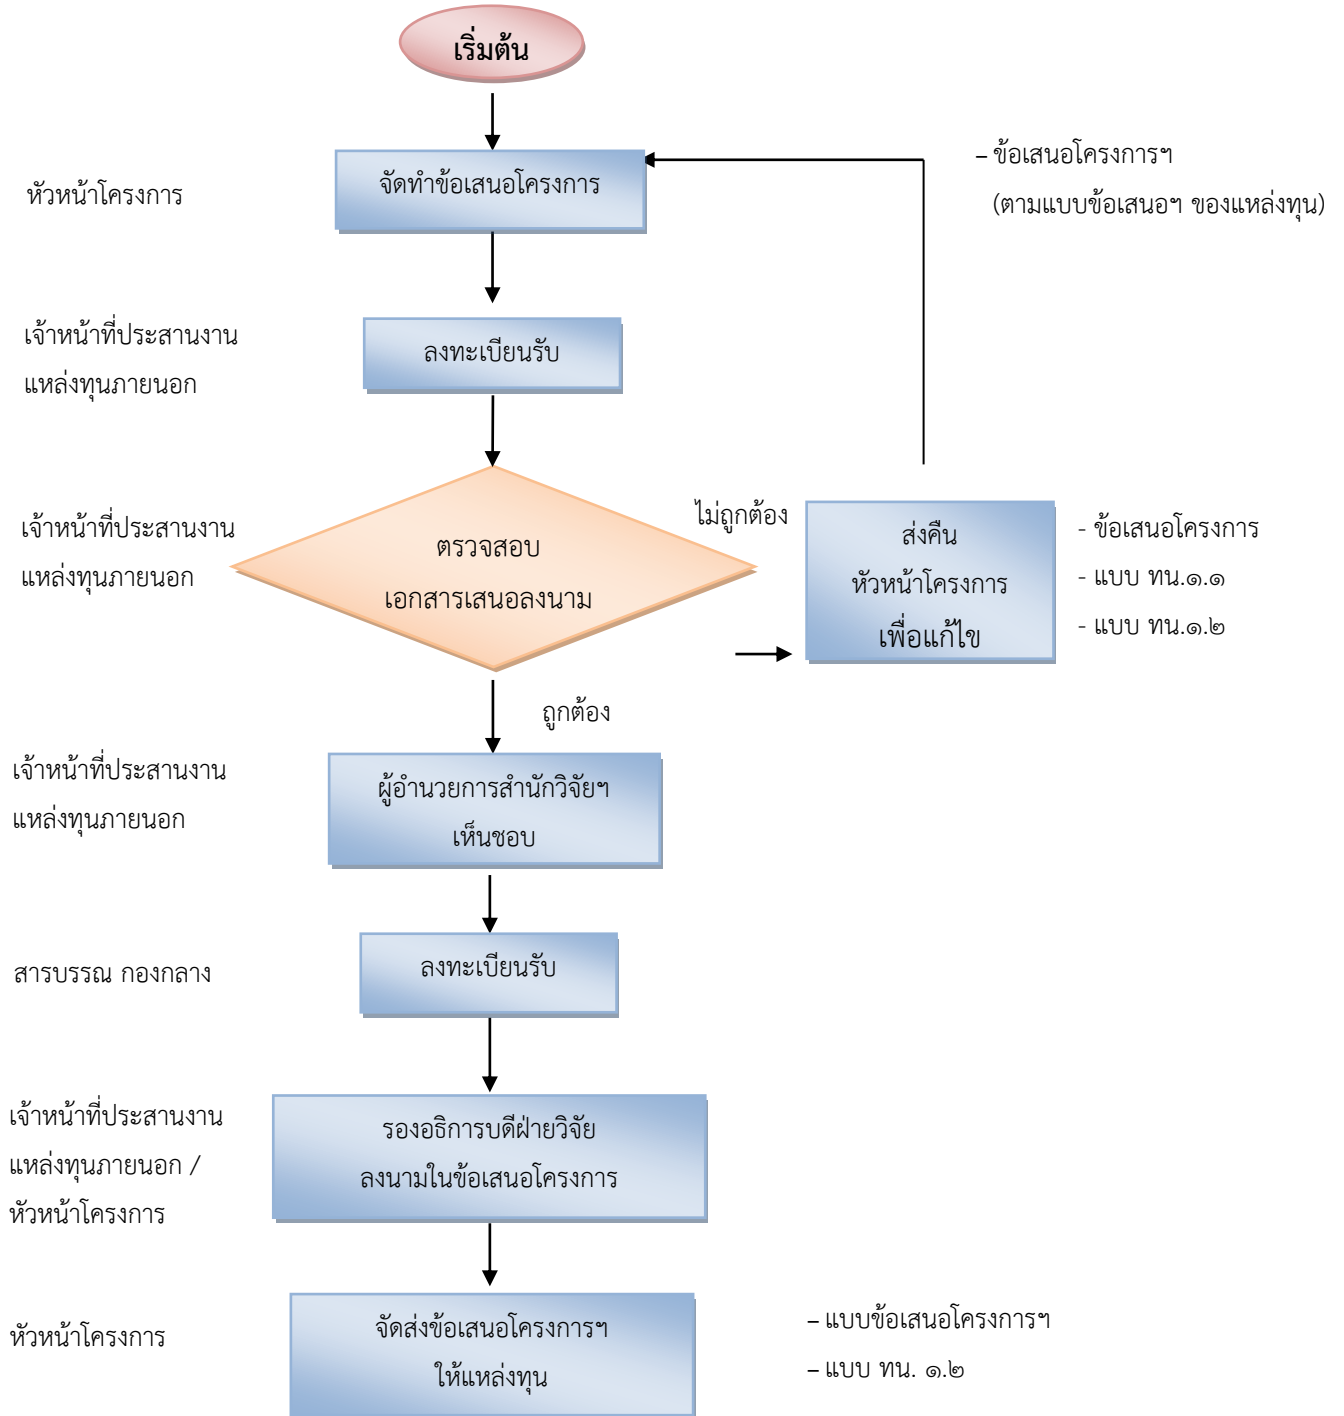 เริ่มต้น
หัวหน้าโครงการ
จัดทำข้อเสนอโครงการ
– ข้อเสนอโครงการฯ
(ตามแบบข้อเสนอฯ ของแหล่งทุน)
เจ้าหน้าที่ประสานงาน
แหล่งทุนภายนอก
ลงทะเบียนรับ
เจ้าหน้าที่ประสานงาน
แหล่งทุนภายนอก
ตรวจสอบ
เอกสารเสนอลงนาม
ไม่ถูกต้อง
ส่งคืน
หัวหน้าโครงการ
เพื่อแก้ไข
- ข้อเสนอโครงการ
- แบบ ทน.๑.๑
- แบบ ทน.๑.๒
ถูกต้อง
เจ้าหน้าที่ประสานงาน
แหล่งทุนภายนอก
ผู้อำนวยการสำนักวิจัยฯ
เห็นชอบ
สารบรรณ กองกลาง
ลงทะเบียนรับ
เจ้าหน้าที่ประสานงาน
แหล่งทุนภายนอก /
หัวหน้าโครงการ
รองอธิการบดีฝ่ายวิจัย
ลงนามในข้อเสนอโครงการ
หัวหน้าโครงการ
จัดส่งข้อเสนอโครงการฯ
ให้แหล่งทุน
– แบบข้อเสนอโครงการฯ
– แบบ ทน. ๑.๒